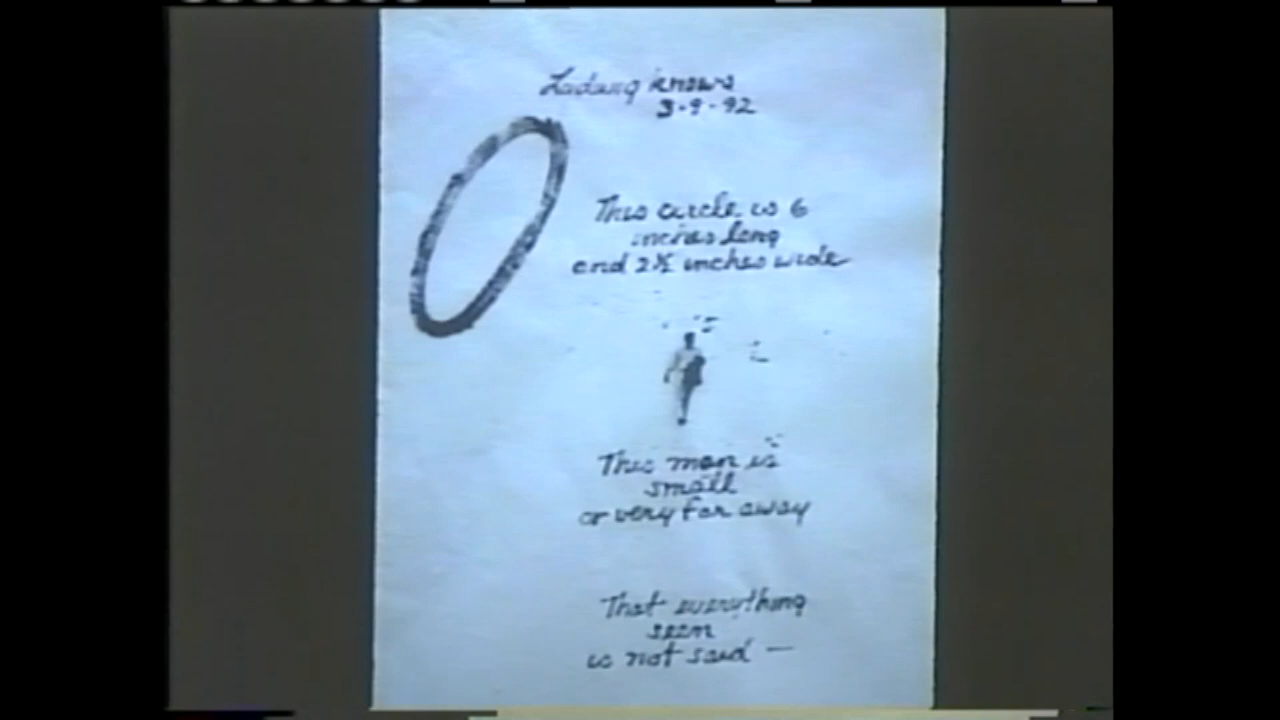 Ladwig knows
3-9-92
This circle is 6
inches long
and 2½ inches wide
This man is
small
or very far away
That everything
seen
is not said —